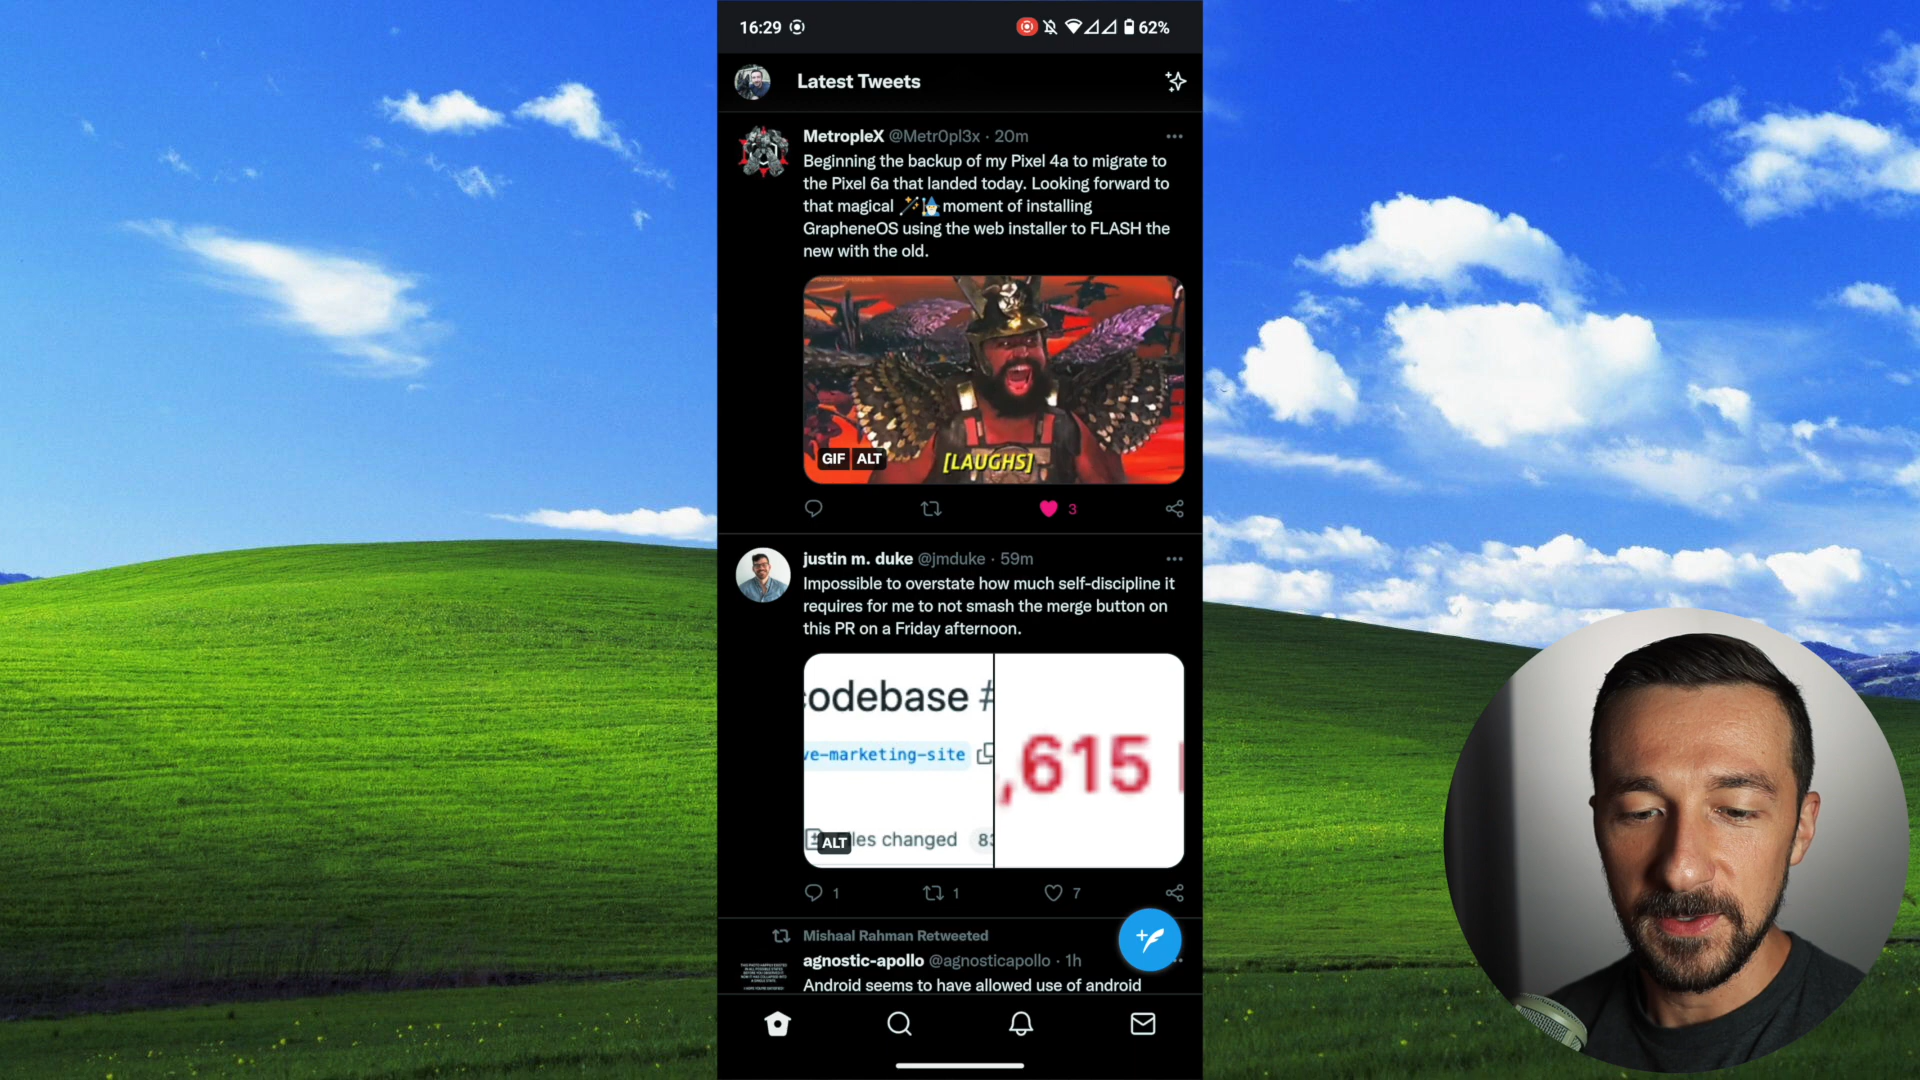 16:29 62%
Latest Tweets
MetropleX @Metr0pl3x · 20m
Beginning the backup of my Pixel 4a to migrate to
the Pixel 6a that landed today. Looking forward to
that magical 🪄🧙‍♂️ moment of installing
GrapheneOS using the web installer to FLASH the
new with the old.
GIF ALT [LAUGHS]
3
justin m. duke @jmduke · 59m
Impossible to overstate how much self-discipline it
requires for me to not smash the merge button on
this PR on a Friday afternoon.
codebase #
ve-marketing-site
,615
ALT les changed 83
1 1 7
Mishaal Rahman Retweeted
agnostic-apollo @agnosticapollo · 1h
Android seems to have allowed use of android